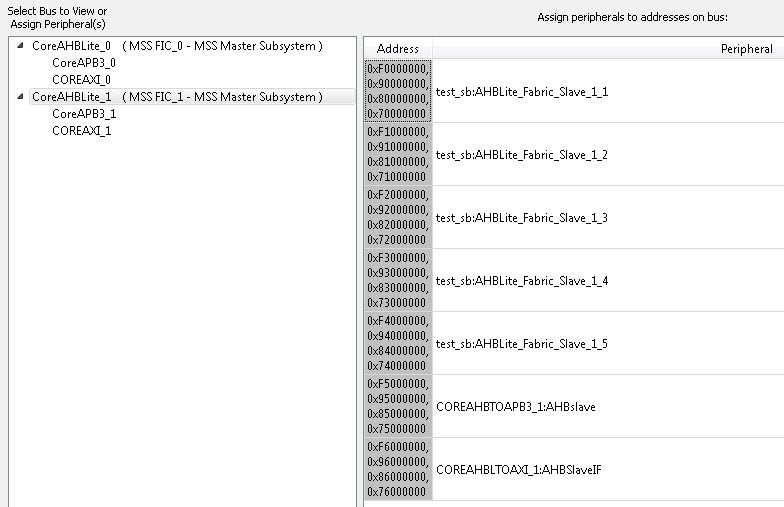 Select Bus to View or
Assign Peripheral(s)
Assign peripherals to addresses on bus:
CoreAHBLite_0 ( MSS FIC_0 - MSS Master Subsystem )
CoreAPB3_0
COREAXI_0
CoreAHBLite_1 ( MSS FIC_1 - MSS Master Subsystem )
CoreAPB3_1
COREAXI_1
Address Peripheral
0xF0000000,
0x90000000,
0x80000000,
0x70000000
test_sb:AHBLite_Fabric_Slave_1_1
0xF1000000,
0x91000000,
0x81000000,
0x71000000
test_sb:AHBLite_Fabric_Slave_1_2
0xF2000000,
0x92000000,
0x82000000,
0x72000000
test_sb:AHBLite_Fabric_Slave_1_3
0xF3000000,
0x93000000,
0x83000000,
0x73000000
test_sb:AHBLite_Fabric_Slave_1_4
0xF4000000,
0x94000000,
0x84000000,
0x74000000
test_sb:AHBLite_Fabric_Slave_1_5
0xF5000000,
0x95000000,
0x85000000,
0x75000000
COREAHBTOAPB3_1:AHBslave
0xF6000000,
0x96000000,
0x86000000,
0x76000000
COREAHBLTOAXI_1:AHBSlaveIF